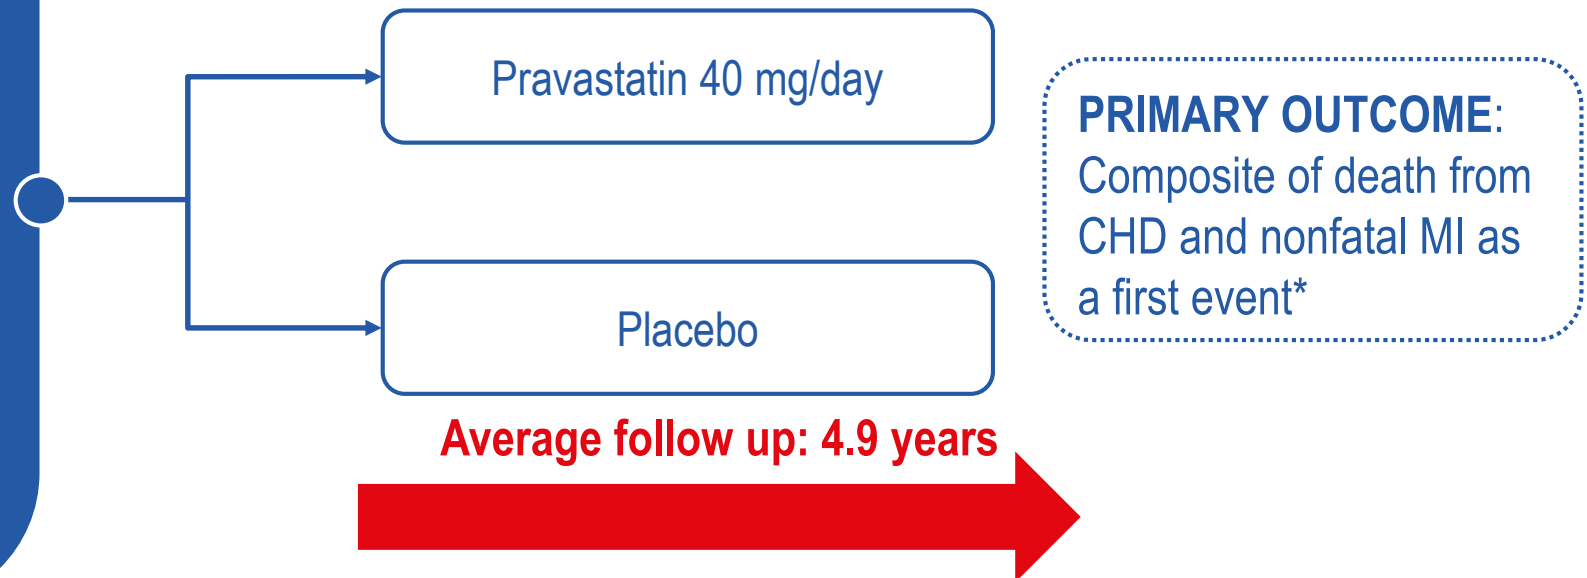 Pravastatin 40 mg/day
PRIMARY OUTCOME:
Composite of death from
CHD and nonfatal MI as
a first event*
Placebo
Average follow up: 4.9 years